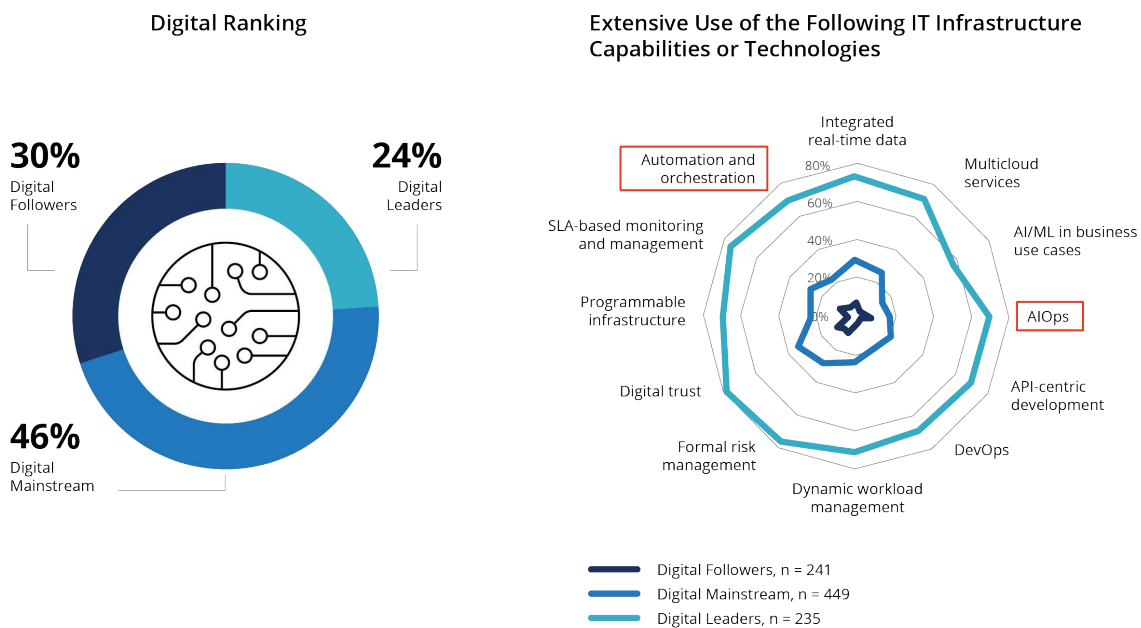 Digital Ranking
30%
Digital
Followers
24%
Digital
Leaders
46%
Digital
Mainstream
Extensive Use of the Following IT Infrastructure
Capabilities or Technologies
Integrated
real-time data
Multicloud
services
AI/ML in business
use cases
AIOps
API-centric
development
DevOps
Dynamic workload
management
Formal risk
management
Digital trust
Programmable
infrastructure
SLA-based monitoring
and management
Automation and
orchestration
80%
60%
40%
20%
0%
Digital Followers, n = 241
Digital Mainstream, n = 449
Digital Leaders, n = 235